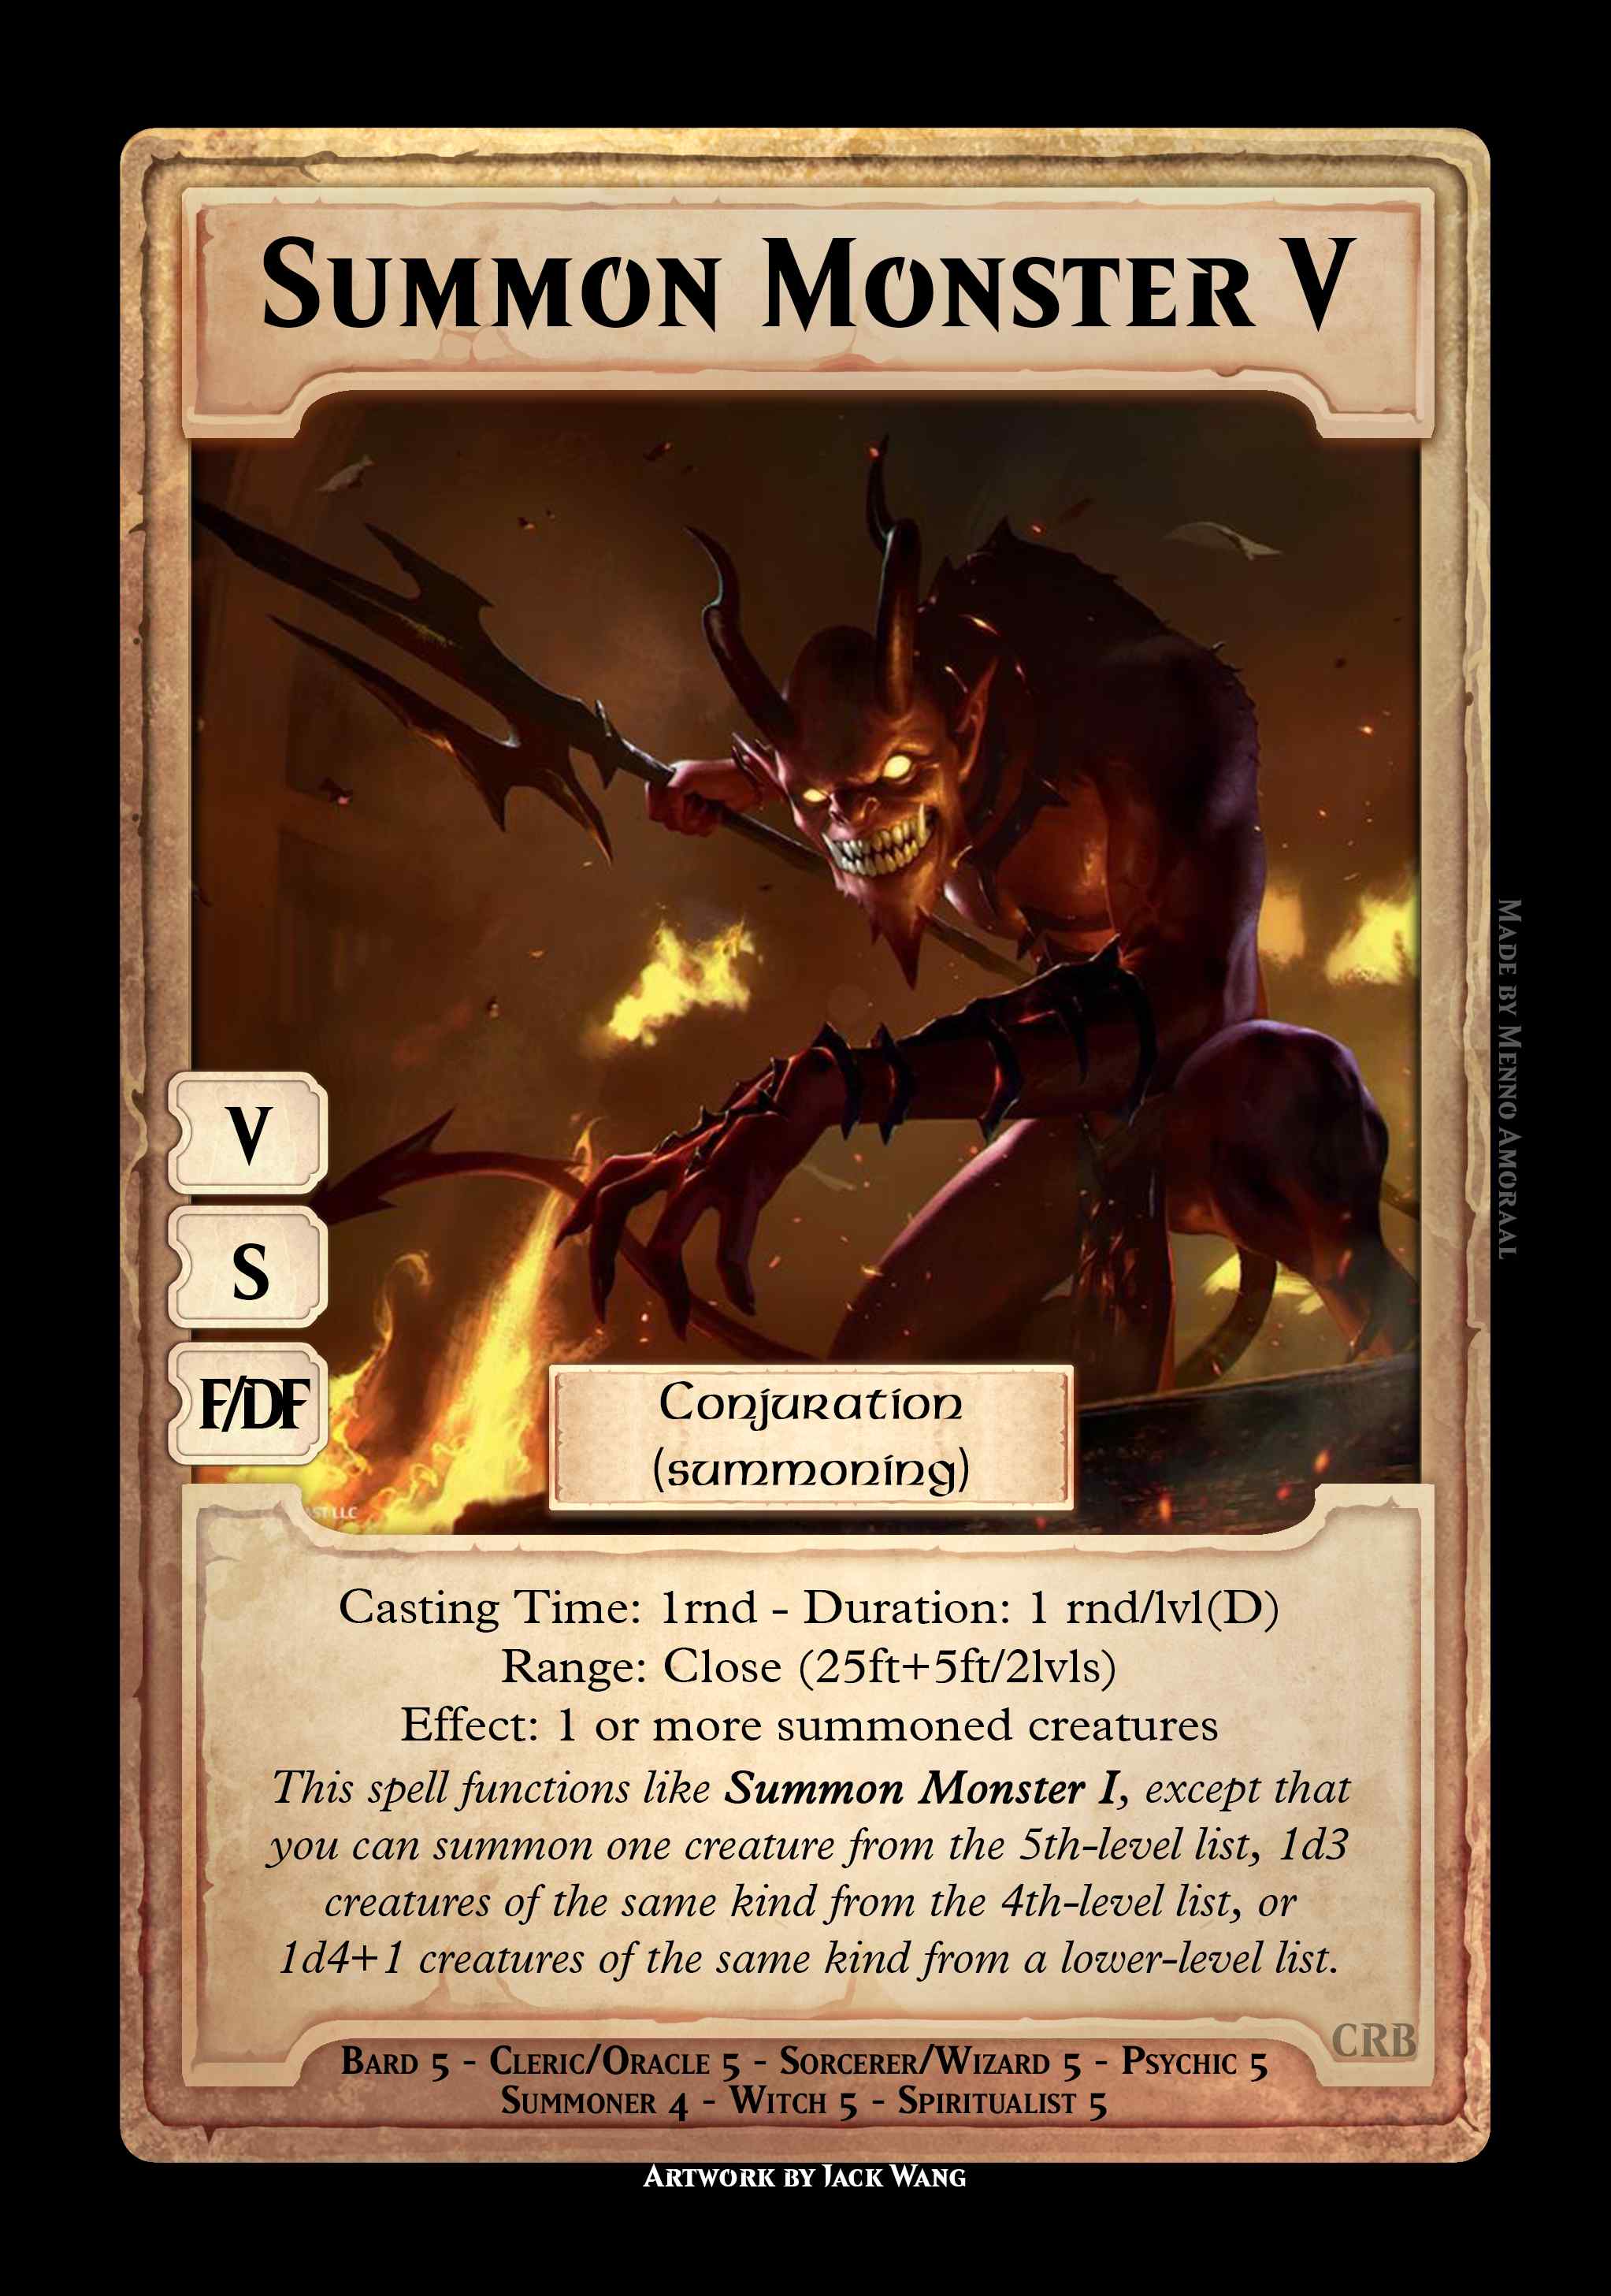 Summon Monster V
V
S
F/DF
Conjuration
(summoning)
ST LLC
Casting Time: 1rnd - Duration: 1 rnd/lvl(D)
Range: Close (25ft+5ft/2lvls)
Effect: 1 or more summoned creatures
This spell functions like Summon Monster I, except that
you can summon one creature from the 5th-level list, 1d3
creatures of the same kind from the 4th-level list, or
1d4+1 creatures of the same kind from a lower-level list.
CRB
Bard 5 - Cleric/Oracle 5 - Sorcerer/Wizard 5 - Psychic 5
Summoner 4 - Witch 5 - Spiritualist 5
Artwork by Jack Wang
Made by Menno Amoraal